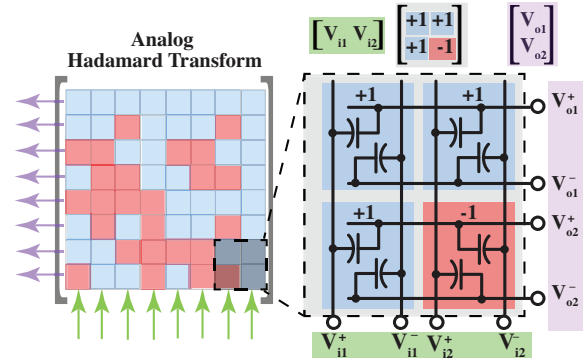 Analog
Hadamard Transform
[V_i1 V_i2]
+1 +1
+1 -1
V_o1
V_o2
+1 +1
V_o1^+
V_o1^-
+1 -1
V_o2^+
V_o2^-
V_i1^+ V_i1^- V_i2^+ V_i2^-